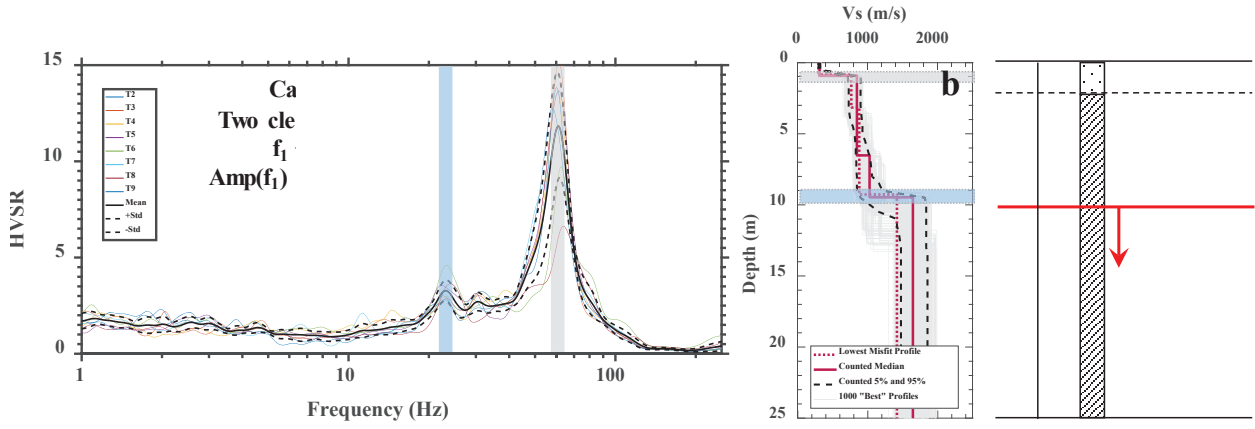 HVSR
15
10
5
0
T2
T3
T4
T5
T6
T7
T8
T9
Mean
+Std
-Std
Ca
Two cle
f1
Amp(f1)
1
10
100
Frequency (Hz)
Vs (m/s)
0
1000
2000
Depth (m)
0
5
10
15
20
25
b
Lowest Misfit Profile
Counted Median
Counted 5% and 95%
1000 "Best" Profiles